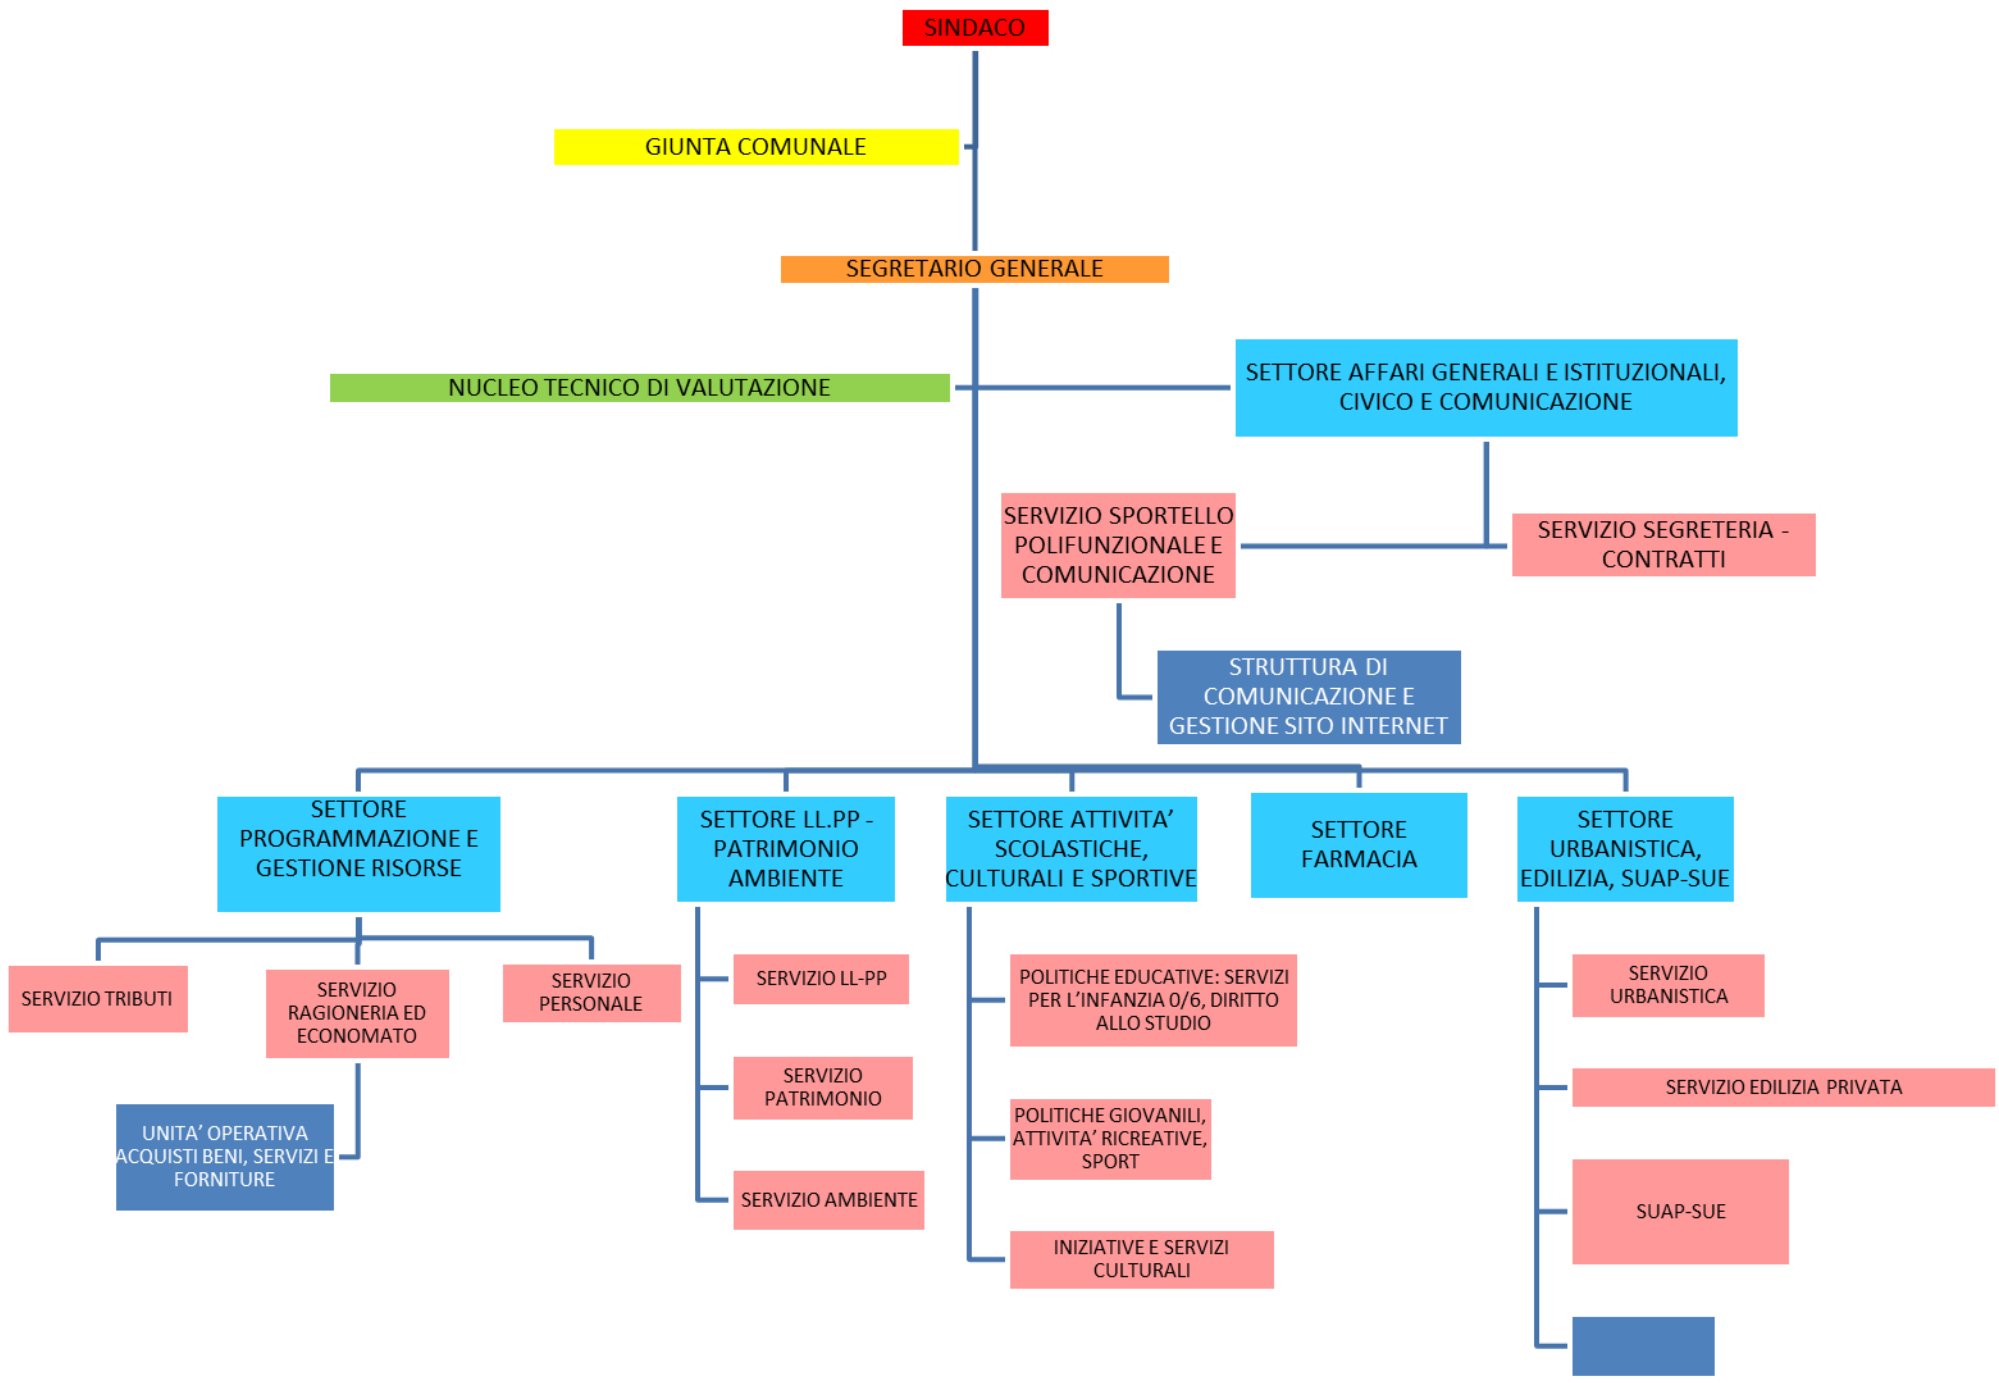 SINDACO
GIUNTA COMUNALE
SEGRETARIO GENERALE
NUCLEO TECNICO DI VALUTAZIONE
SETTORE AFFARI GENERALI E ISTITUZIONALI,
CIVICO E COMUNICAZIONE
SERVIZIO SPORTELLO
POLIFUNZIONALE E
COMUNICAZIONE
SERVIZIO SEGRETERIA -
CONTRATTI
STRUTTURA DI
COMUNICAZIONE E
GESTIONE SITO INTERNET
SETTORE
PROGRAMMAZIONE E
GESTIONE RISORSE
SETTORE LL.PP -
PATRIMONIO
AMBIENTE
SETTORE ATTIVITA’
SCOLASTICHE,
CULTURALI E SPORTIVE
SETTORE
FARMACIA
SETTORE
URBANISTICA,
EDILIZIA, SUAP-SUE
SERVIZIO TRIBUTI
SERVIZIO
RAGIONERIA ED
ECONOMATO
SERVIZIO
PERSONALE
UNITA’ OPERATIVA
ACQUISTI BENI, SERVIZI E
FORNITURE
SERVIZIO LL-PP
SERVIZIO
PATRIMONIO
SERVIZIO AMBIENTE
POLITICHE EDUCATIVE: SERVIZI
PER L’INFANZIA 0/6, DIRITTO
ALLO STUDIO
POLITICHE GIOVANILI,
ATTIVITA’ RICREATIVE,
SPORT
INIZIATIVE E SERVIZI
CULTURALI
SERVIZIO
URBANISTICA
SERVIZIO EDILIZIA PRIVATA
SUAP-SUE